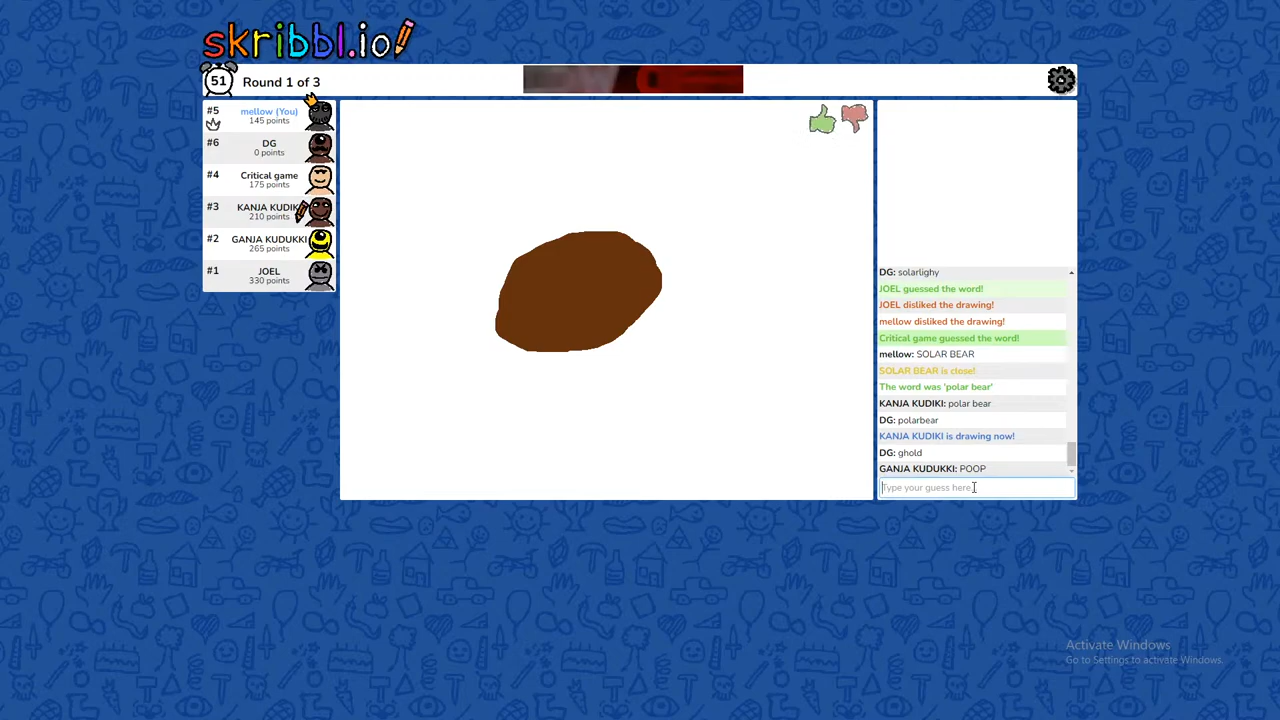 skribbl.io
51
Round 1 of 3
#5
mellow (You)
145 points
#6
DG
0 points
#4
Critical game
175 points
#3
KANJA KUDIK
210 points
#2
GANJA KUDUKKI
265 points
#1
JOEL
330 points
DG: solarlighy
JOEL guessed the word!
JOEL disliked the drawing!
mellow disliked the drawing!
Critical game guessed the word!
mellow: SOLAR BEAR
SOLAR BEAR is close!
The word was 'polar bear'
KANJA KUDIKI: polar bear
DG: polarbear
KANJA KUDIKI is drawing now!
DG: ghold
GANJA KUDUKKI: POOP
Type your guess here
Activate Windows
Go to Settings to activate Windows.